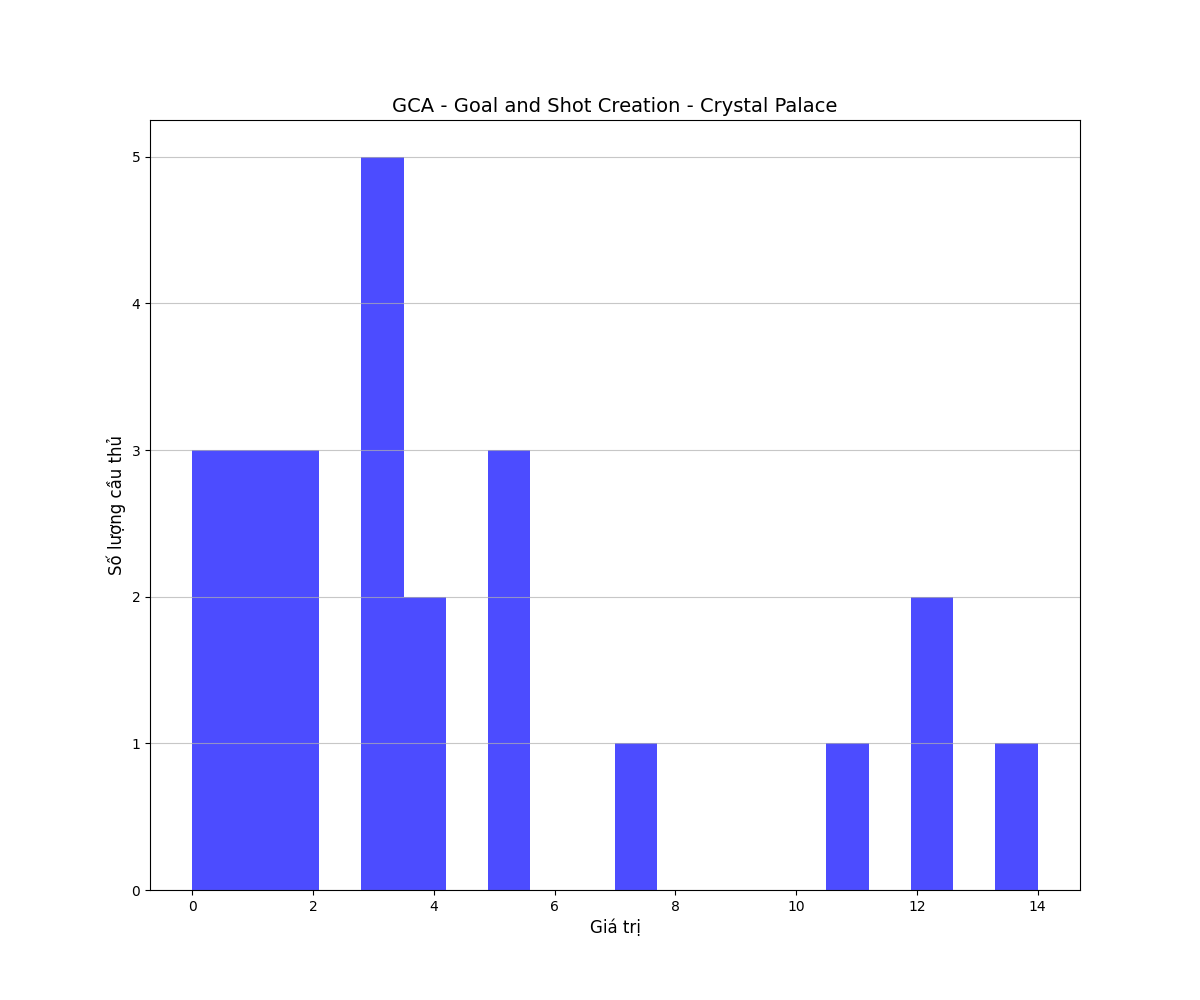 GCA - Goal and Shot Creation - Crystal Palace
Số lượng cầu thủ
5
4
3
2
1
0
0 2 4 6 8 10 12 14
Giá trị